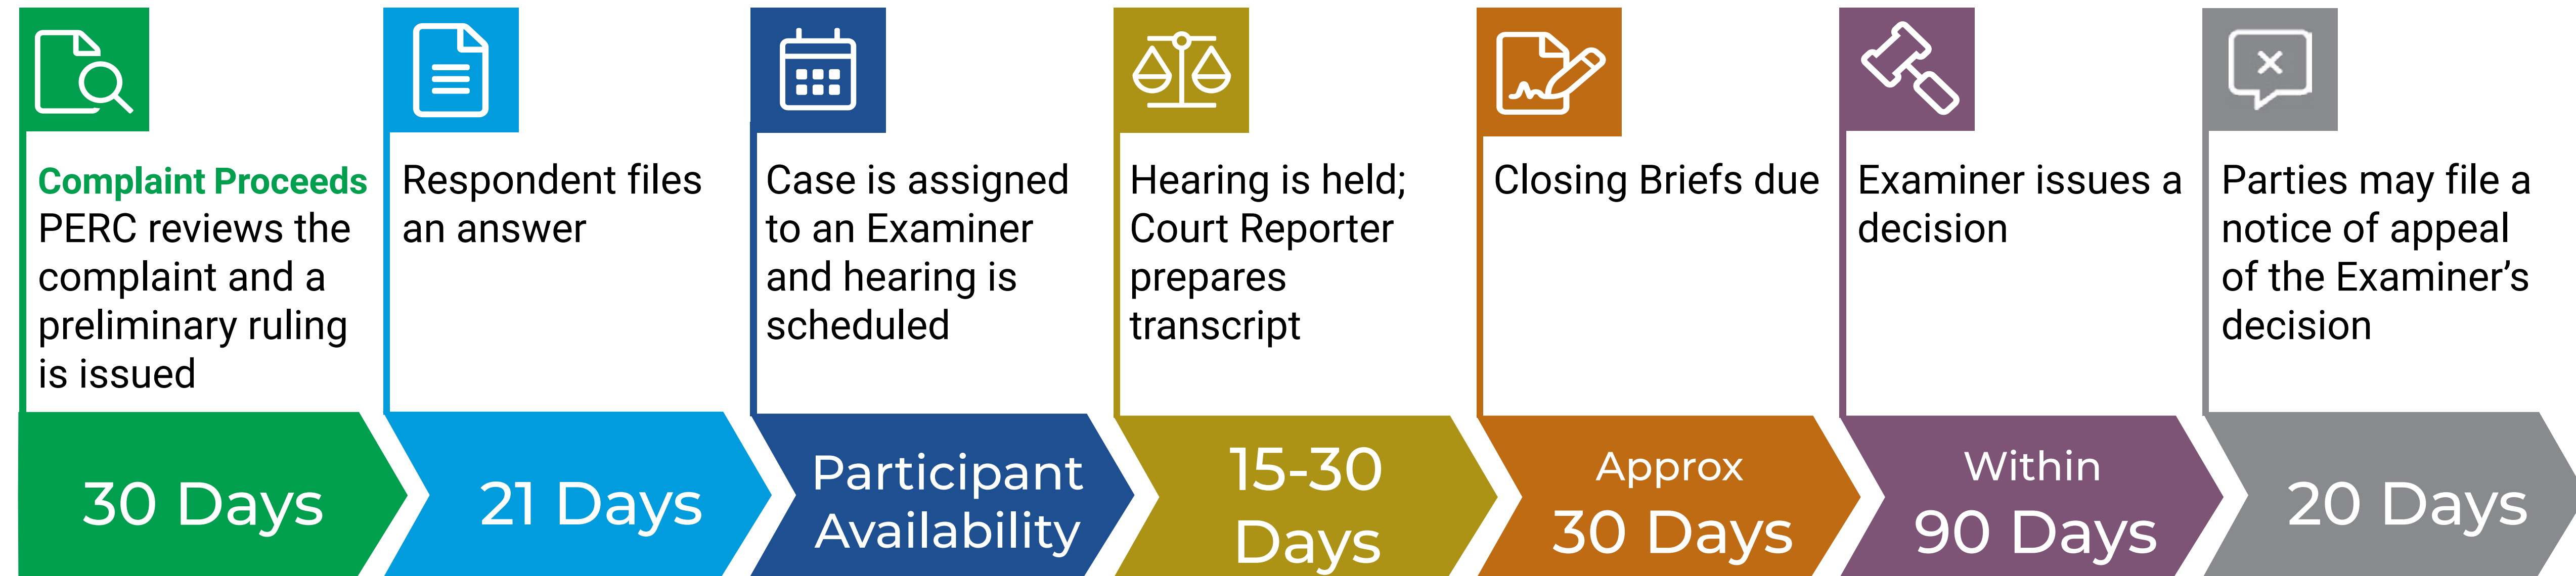 Complaint Proceeds
PERC reviews the
complaint and a
preliminary ruling
is issued
30 Days
Respondent files
an answer
21 Days
Case is assigned
to an Examiner
and hearing is
scheduled
Participant
Availability
Hearing is held;
Court Reporter
prepares
transcript
15-30
Days
Closing Briefs due
Approx
30 Days
Examiner issues a
decision
Within
90 Days
Parties may file a
notice of appeal
of the Examiner’s
decision
20 Days